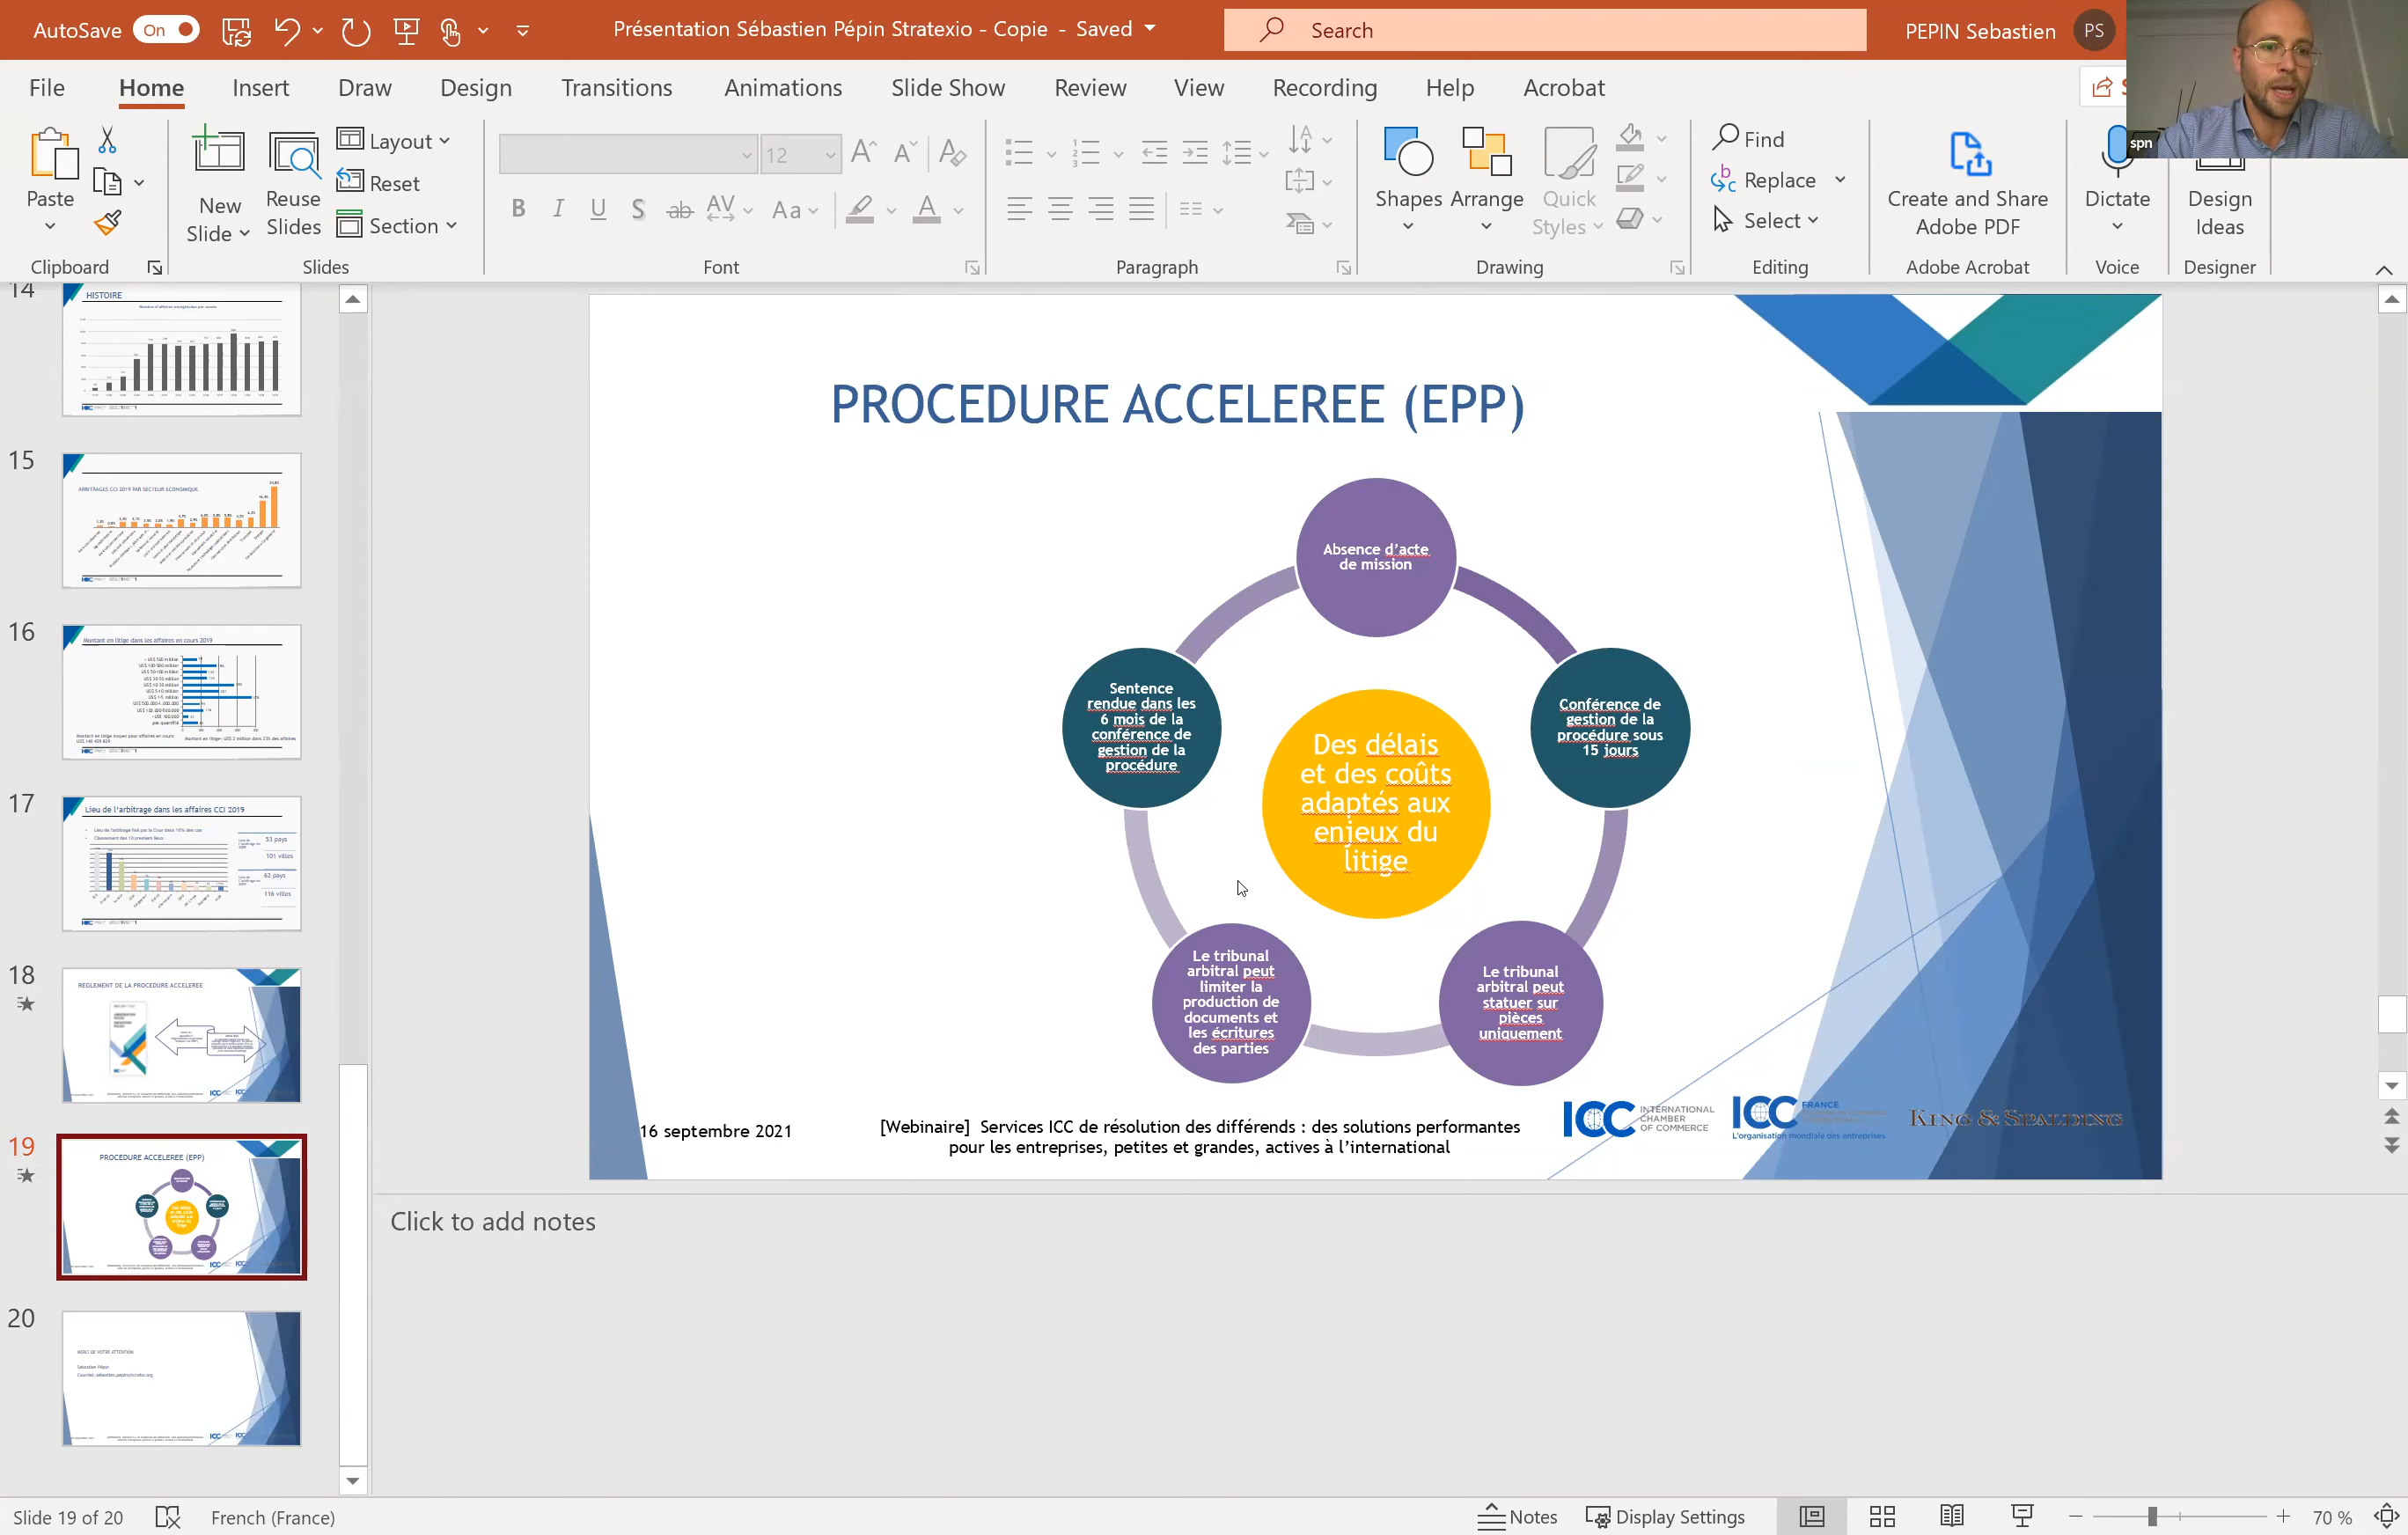 AutoSave On
Présentation Sébastien Pépin Stratexio - Copie - Saved
Search
PEPIN Sebastien PS
File Home Insert Draw Design Transitions Animations Slide Show Review View Recording Help Acrobat
Paste
Clipboard
New
Slide
Reuse
Slides
Layout
Reset
Section
Slides
12
Font
Paragraph
Shapes
Arrange
Quick
Styles
Drawing
Find
Replace
Select
Editing
Create and Share
Adobe PDF
Adobe Acrobat
Dictate
Voice
Design
Ideas
Designer
spn
14
HISTOIRE
15
ARBITRAGES CCI 2019 PAR SECTEUR ECONOMIQUE
16
Montant en litige dans les affaires en cours 2019
17
Lieu de l'arbitrage dans les affaires CCI 2019
53 pays
101 villes
62 pays
116 villes
18
REGLEMENT DE LA PROCEDURE ACCELEREE
19
PROCEDURE ACCELEREE (EPP)
20
MERCI DE VOTRE ATTENTION
PROCEDURE ACCELEREE (EPP)
Absence d'acte
de mission
Conférence de
gestion de la
procédure sous
15 jours
Le tribunal
arbitral peut
statuer sur
pièces
uniquement
Le tribunal
arbitral peut
limiter la
production de
documents et
les écritures
des parties
Sentence
rendue dans les
6 mois de la
conférence de
gestion de la
procédure
Des délais
et des coûts
adaptés aux
enjeux du
litige
16 septembre 2021
[Webinaire] Services ICC de résolution des différends : des solutions performantes
pour les entreprises, petites et grandes, actives à l'international
ICC INTERNATIONAL
CHAMBER
OF COMMERCE
ICC FRANCE
L'organisation mondiale des entreprises
KING & SPALDING
Click to add notes
Slide 19 of 20
French (France)
Notes
Display Settings
70 %